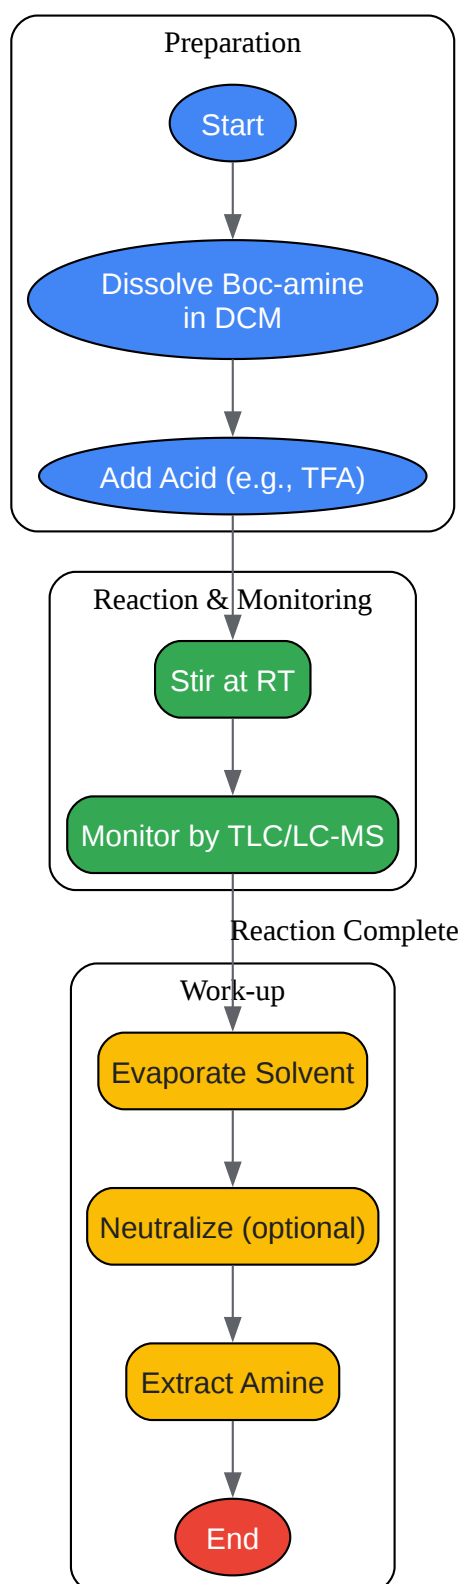 Preparation
Start
Dissolve Boc-amine
in DCM
Add Acid (e.g., TFA)
Reaction & Monitoring
Stir at RT
Monitor by TLC/LC-MS
Reaction Complete
Work-up
Evaporate Solvent
Neutralize (optional)
Extract Amine
End